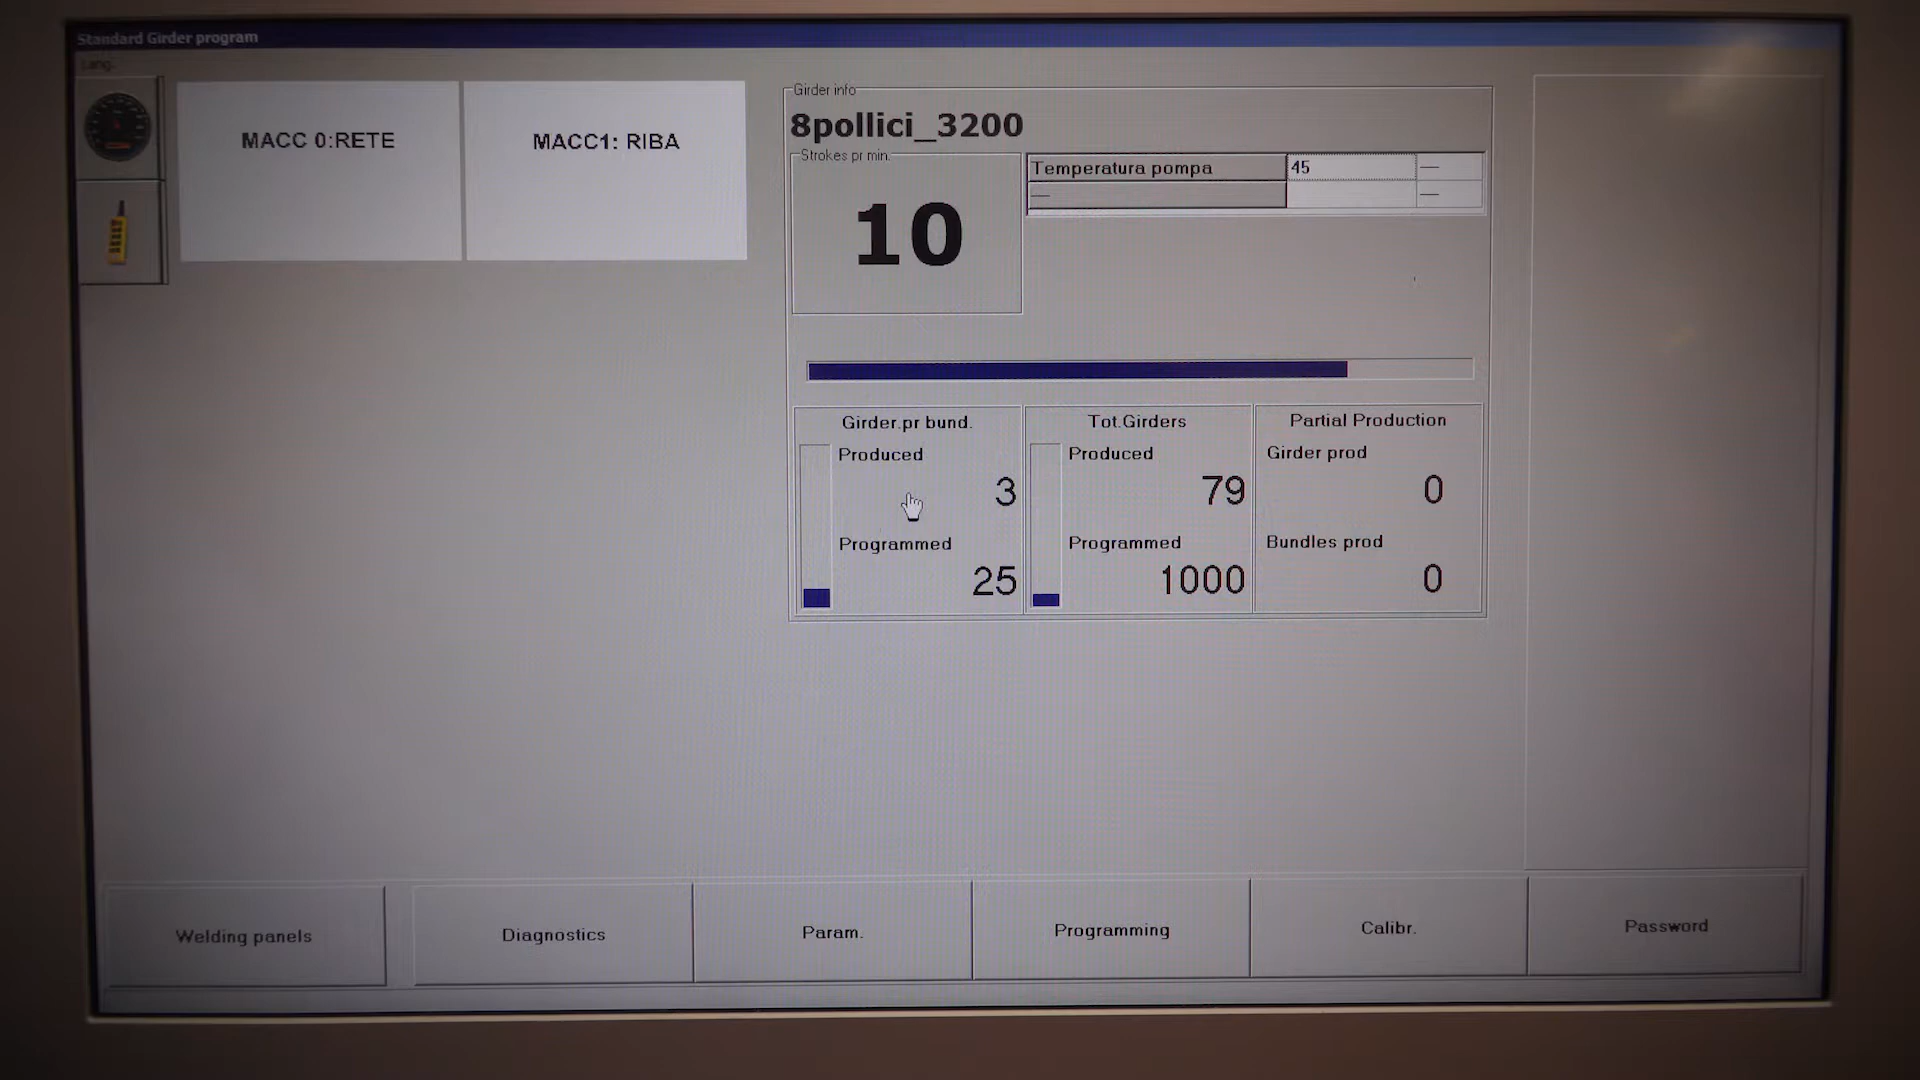 Standard Girder program
Lang.
MACC 0:RETE
MACC1: RIBA
Girder info
8pollici_3200
Strokes pr min.
10
Temperatura pompa
45
Girder.pr bund.
Produced
3
Programmed
25
Tot.Girders
Produced
79
Programmed
1000
Partial Production
Girder prod
0
Bundles prod
0
Welding panels
Diagnostics
Param.
Programming
Calibr.
Password